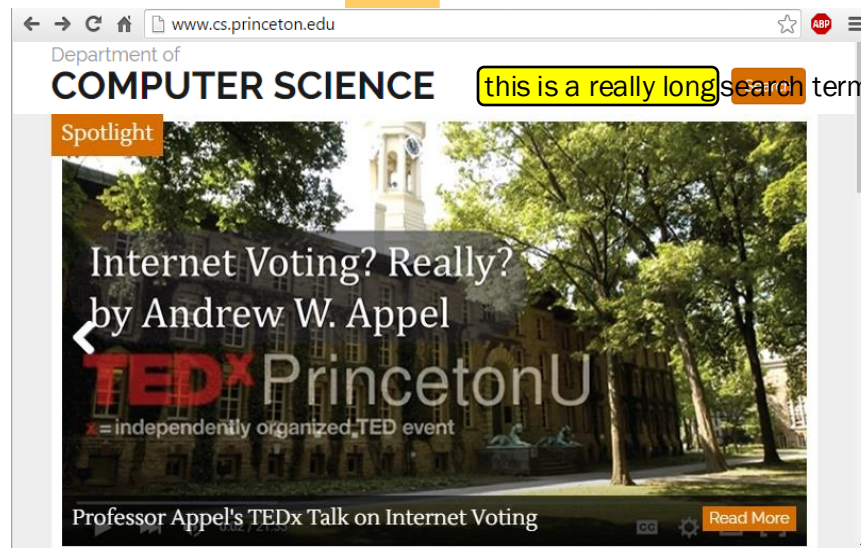 www.cs.princeton.edu
ABP
Department of
COMPUTER SCIENCE
this is a really long search term
Search
Spotlight
Internet Voting? Really?
by Andrew W. Appel
TEDx PrincetonU
x = independently organized TED event
Professor Appel's TEDx Talk on Internet Voting
CC
Read More